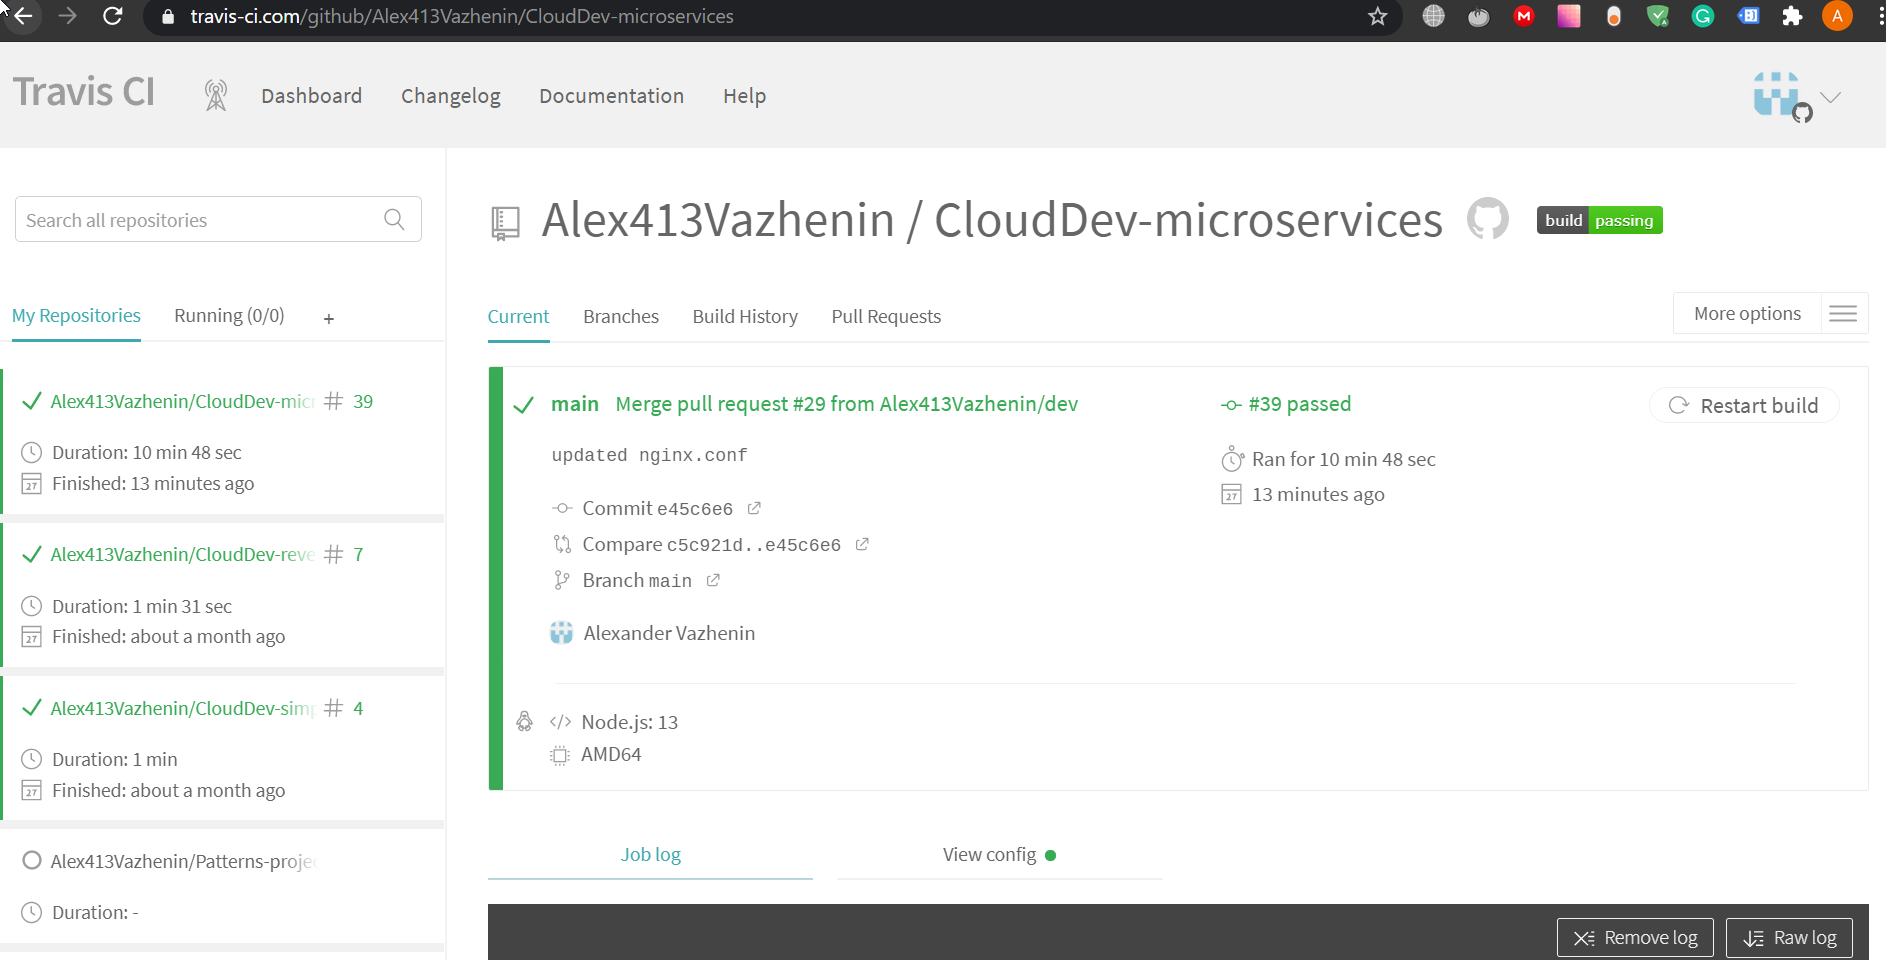 travis-ci.com/github/Alex413Vazhenin/CloudDev-microservices
A
Travis CI
Dashboard
Changelog
Documentation
Help
Search all repositories
My Repositories
Running (0/0)
+
Alex413Vazhenin/CloudDev-micr # 39
Duration: 10 min 48 sec
Finished: 13 minutes ago
Alex413Vazhenin/CloudDev-reve # 7
Duration: 1 min 31 sec
Finished: about a month ago
Alex413Vazhenin/CloudDev-simp # 4
Duration: 1 min
Finished: about a month ago
Alex413Vazhenin/Patterns-projec
Duration: -
Alex413Vazhenin / CloudDev-microservices
build passing
Current
Branches
Build History
Pull Requests
More options
main Merge pull request #29 from Alex413Vazhenin/dev
updated nginx.conf
Commit e45c6e6
Compare c5c921d..e45c6e6
Branch main
Alexander Vazhenin
#39 passed
Ran for 10 min 48 sec
13 minutes ago
Restart build
Node.js: 13
AMD64
Job log
View config
Remove log
Raw log